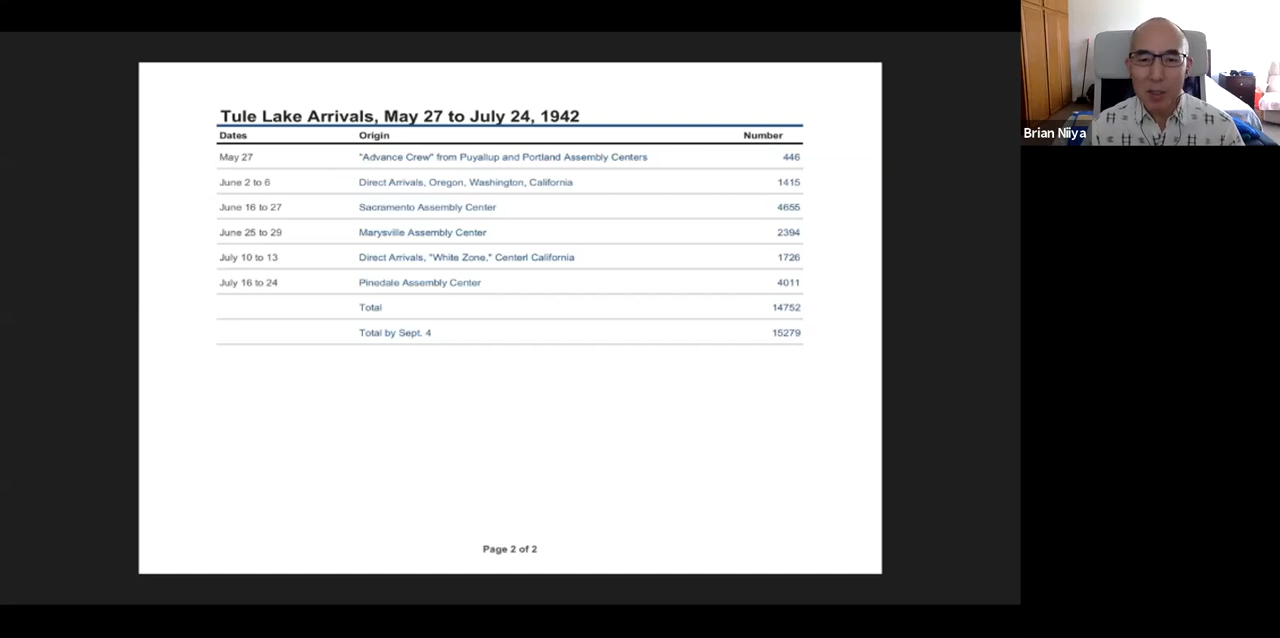 Tule Lake Arrivals, May 27 to July 24, 1942
Dates Origin Number
May 27 "Advance Crew" from Puyallup and Portland Assembly Centers 446
June 2 to 6 Direct Arrivals, Oregon, Washington, California 1415
June 16 to 27 Sacramento Assembly Center 4655
June 25 to 29 Marysville Assembly Center 2394
July 10 to 13 Direct Arrivals, "White Zone," Centerl California 1726
July 16 to 24 Pinedale Assembly Center 4011
Total 14752
Total by Sept. 4 15279
Page 2 of 2
Brian Niiya